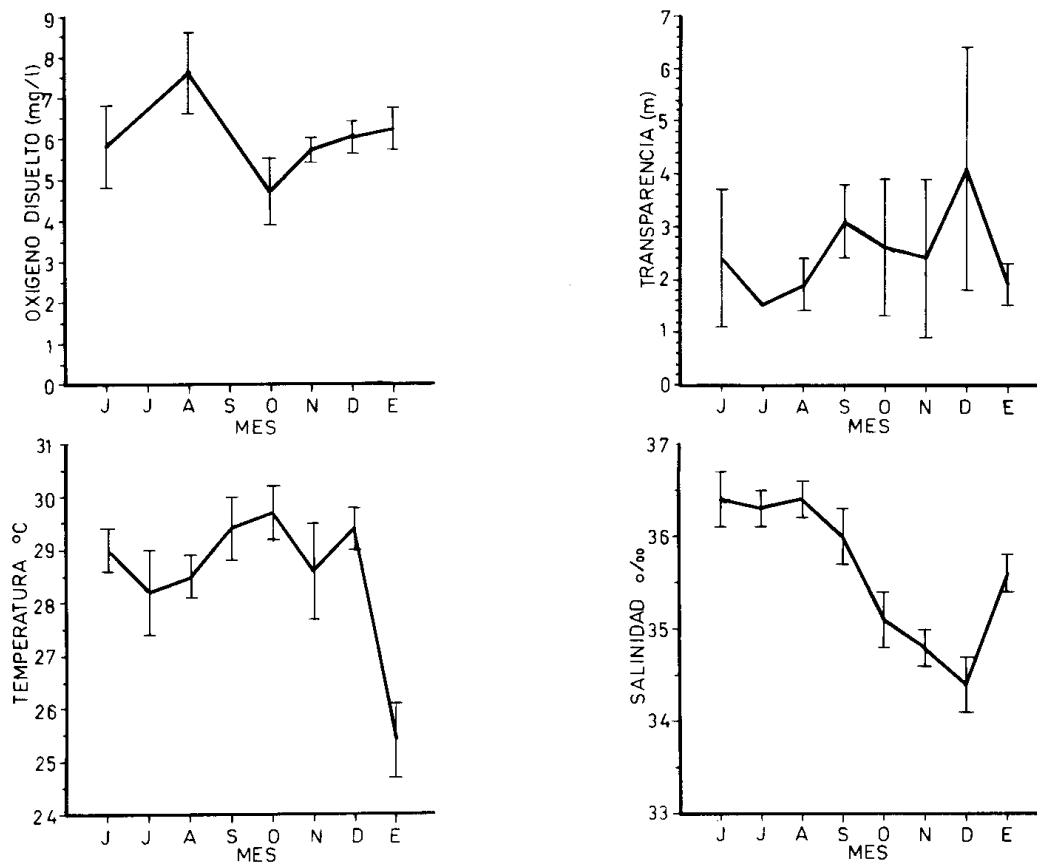 OXIGENO DISUELTO (mg/l)
9
8
7
6
5
4
3
2
1
0
J J A S O N D E
MES
TRANSPARENCIA (m)
7
6
5
4
3
2
1
0
J J A S O N D E
MES
TEMPERATURA ºC
31
30
29
28
27
26
25
24
J J A S O N D E
MES
SALINIDAD o/oo
37
36
35
34
33
J J A S O N D E
MES